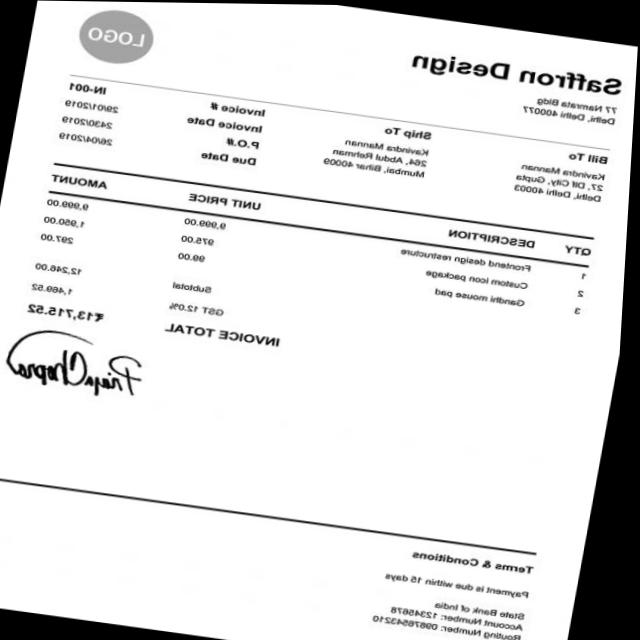 Saffron Design
LOGO
77 Namrata Bldg
Delhi, Delhi 400077
Bill To
Kavindra Mannan
27, Dlf City, Gupta
Delhi, Delhi 40003
Ship To
Kavindra Mannan
264, Abdul Rehman
Mumbai, Bihar 40009
Invoice # IN-001
Invoice Date 29/01/2019
P.O.# 2430/2019
Due Date 26/04/2019
QTY DESCRIPTION UNIT PRICE AMOUNT
1 Frontend design restructure 9,999.00 9,999.00
2 Custom icon package 975.00 1,950.00
3 Gandhi mouse pad 99.00 297.00
Subtotal 12,246.00
GST 12.0% 1,469.52
INVOICE TOTAL ₹13,715.52
Priya Chopra
Terms & Conditions
Payment is due within 15 days
State Bank of India
Account Number: 12345678
Routing Number: 09876543210